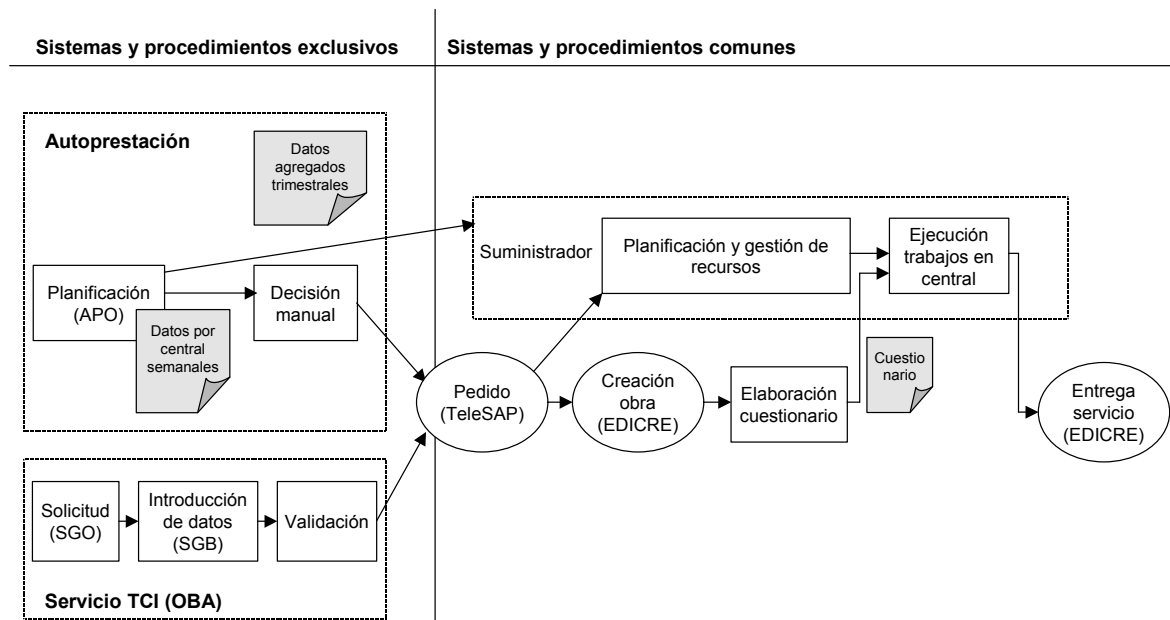 Sistemas y procedimientos exclusivos
Sistemas y procedimientos comunes
Autoprestación
Datos
agregados
trimestrales
Planificación
(APO)
Datos por
central
semanales
Decisión
manual
Suministrador
Planificación y gestión de
recursos
Ejecución
trabajos en
central
Pedido
(TeleSAP)
Creación
obra
(EDICRE)
Elaboración
cuestionario
Cuestio
nario
Entrega
servicio
(EDICRE)
Solicitud
(SGO)
Introducción
de datos
(SGB)
Validación
Servicio TCI (OBA)